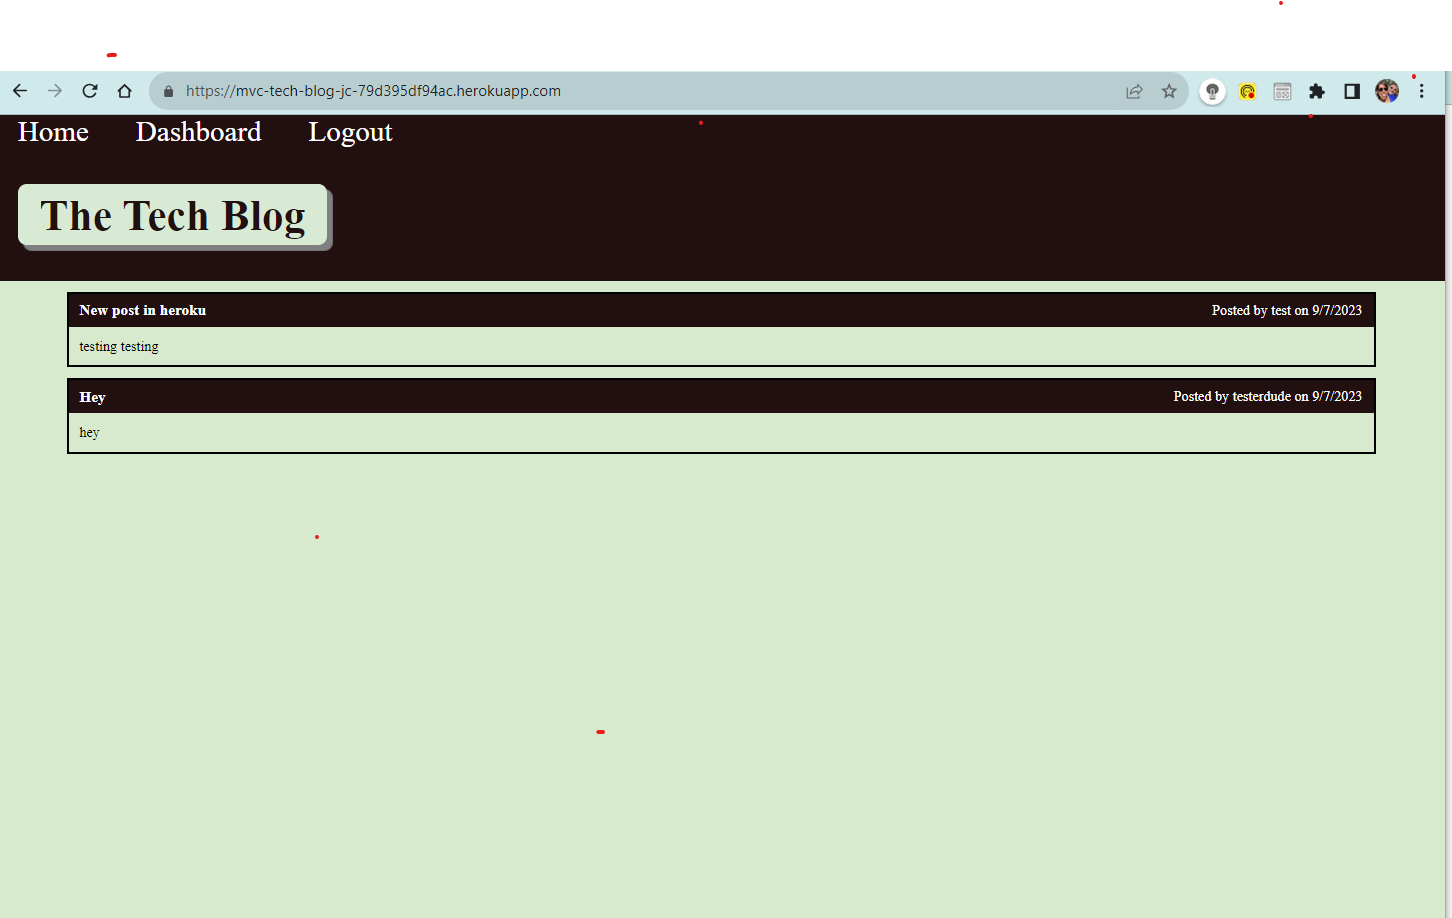 https://mvc-tech-blog-jc-79d395df94ac.herokuapp.com
Home Dashboard Logout
The Tech Blog
New post in heroku Posted by test on 9/7/2023
testing testing
Hey Posted by testerdude on 9/7/2023
hey